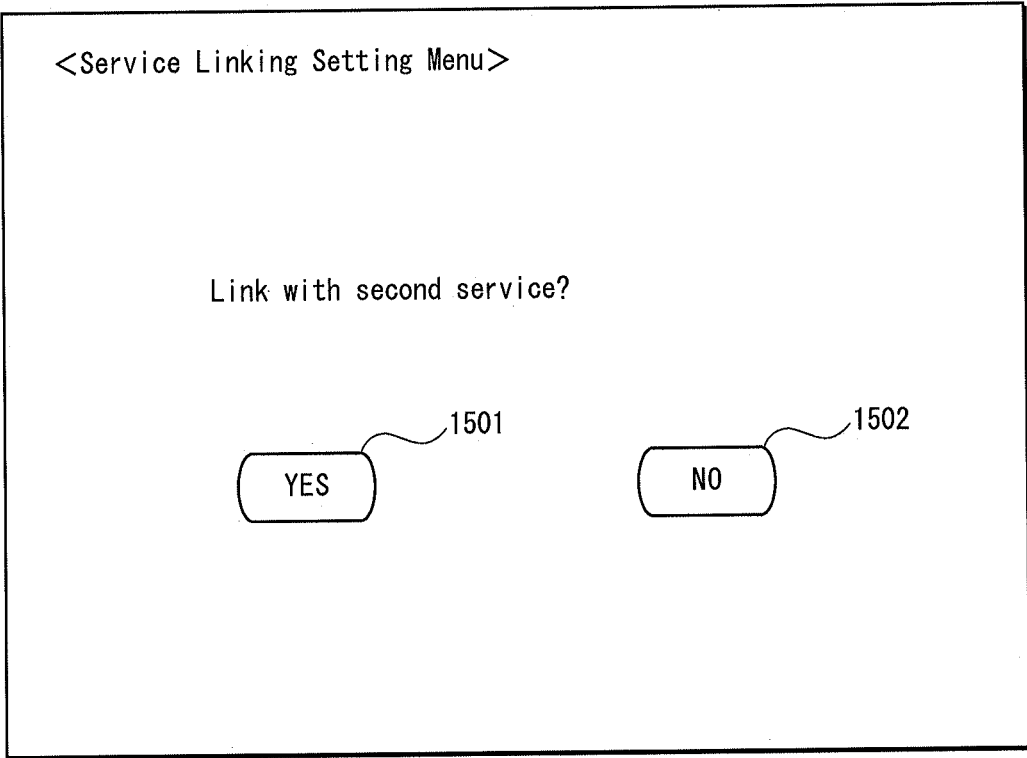 <Service Linking Setting Menu>
Link with second service?
1501
1502
YES
NO